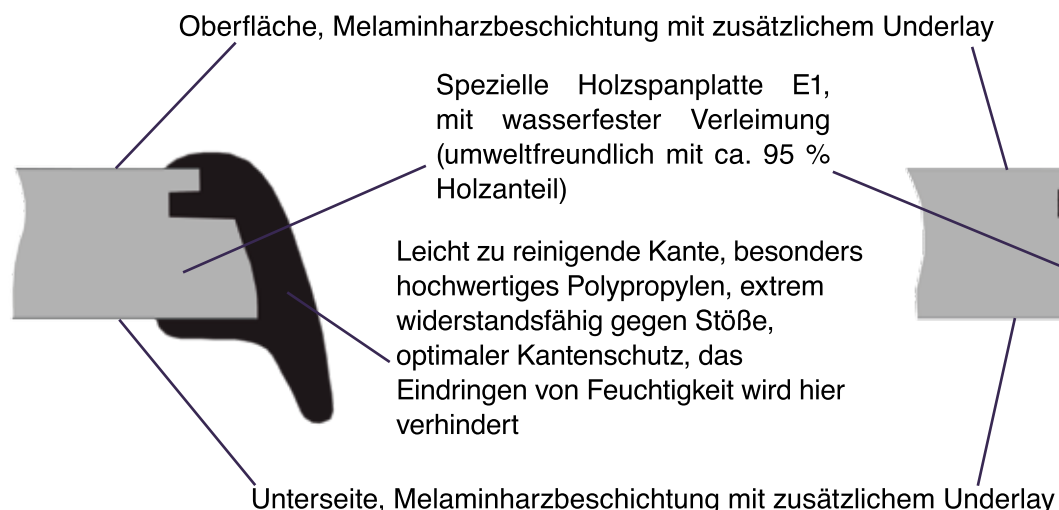 Oberfläche, Melaminharzbeschichtung mit zusätzlichem Underlay
Spezielle Holzspanplatte E1,
mit wasserfester Verleimung
(umweltfreundlich mit ca. 95 %
Holzanteil)
Leicht zu reinigende Kante, besonders
hochwertiges Polypropylen, extrem
widerstandsfähig gegen Stöße,
optimaler Kantenschutz, das
Eindringen von Feuchtigkeit wird hier
verhindert
Unterseite, Melaminharzbeschichtung mit zusätzlichem Underlay